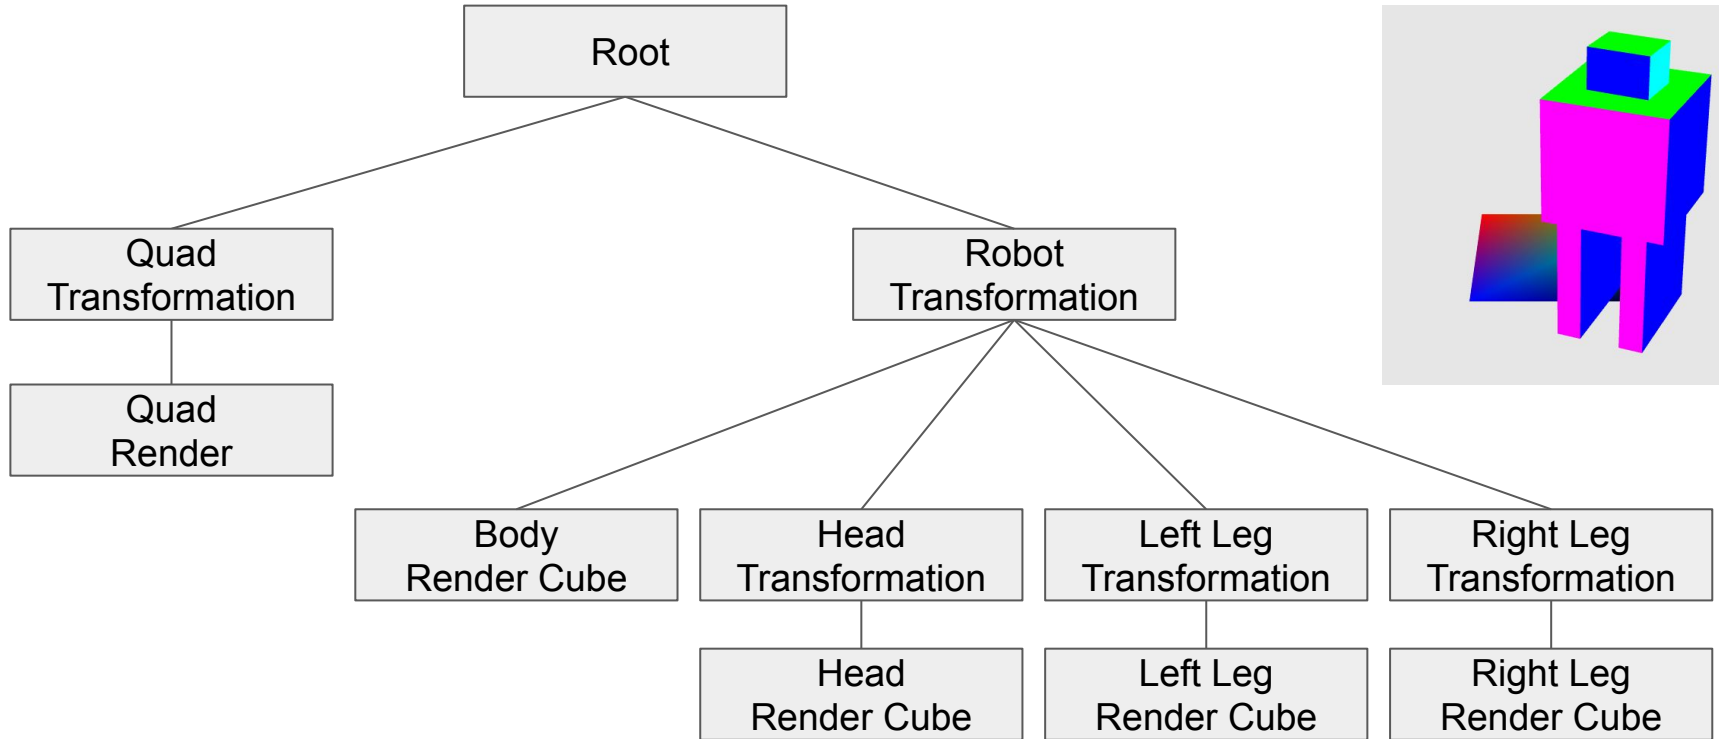 Root
Quad
Transformation
Robot
Transformation
Quad
Render
Body
Render Cube
Head
Transformation
Left Leg
Transformation
Right Leg
Transformation
Head
Render Cube
Left Leg
Render Cube
Right Leg
Render Cube